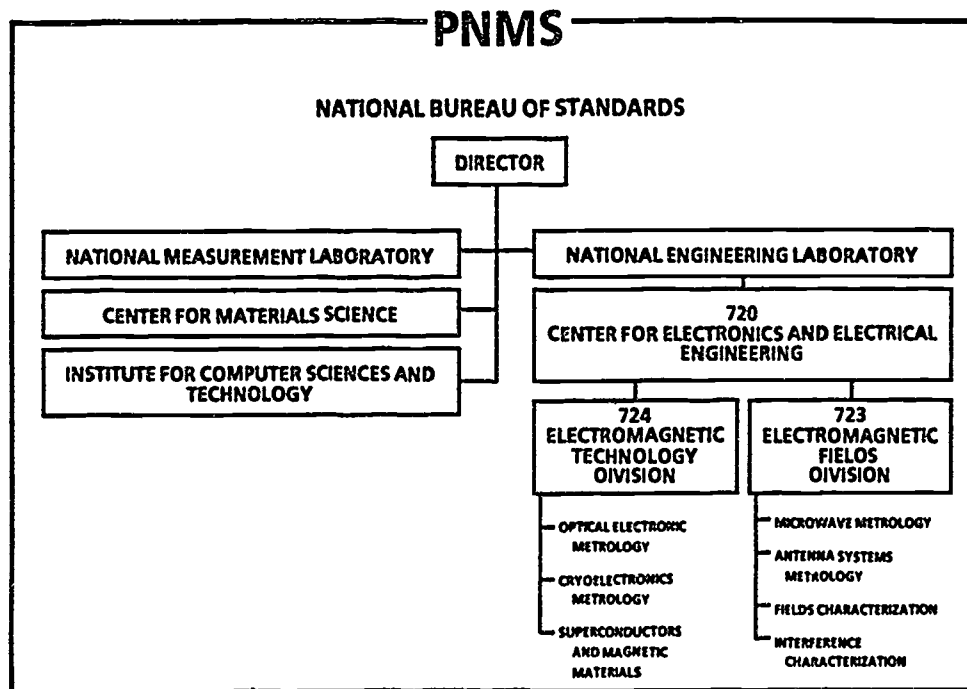 PNMS
NATIONAL BUREAU OF STANDARDS
DIRECTOR
NATIONAL MEASUREMENT LABORATORY
CENTER FOR MATERIALS SCIENCE
INSTITUTE FOR COMPUTER SCIENCES AND
TECHNOLOGY
NATIONAL ENGINEERING LABORATORY
720
CENTER FOR ELECTRONICS AND ELECTRICAL
ENGINEERING
724
ELECTROMAGNETIC
TECHNOLOGY
OIVISION
OPTICAL ELECTRONIC
METROLOGY
CRYOELECTRONICS
METROLOGY
SUPERCONDUCTORS
AND MAGNETIC
MATERIALS
723
ELECTROMAGNETIC
FIELOS
OIVISION
MICROWAVE METROLOGY
ANTENNA SYSTEMS
METROLOGY
FIELDS CHARACTERIZATION
INTERFERENCE
CHARACTERIZATION